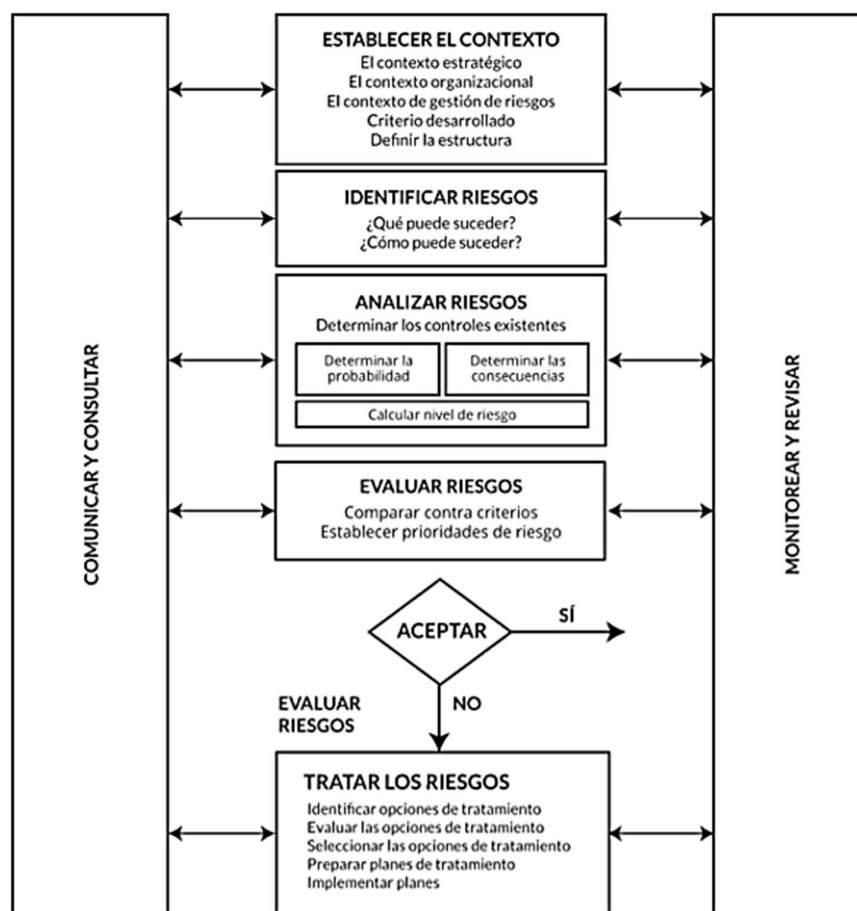 COMUNICAR Y CONSULTAR
ESTABLECER EL CONTEXTO
El contexto estratégico
El contexto organizacional
El contexto de gestión de riesgos
Criterio desarrollado
Definir la estructura
IDENTIFICAR RIESGOS
¿Qué puede suceder?
¿Cómo puede suceder?
ANALIZAR RIESGOS
Determinar los controles existentes
Determinar la
probabilidad
Determinar las
consecuencias
Calcular nivel de riesgo
EVALUAR RIESGOS
Comparar contra criterios
Establecer prioridades de riesgo
ACEPTAR
SÍ
NO
EVALUAR
RIESGOS
TRATAR LOS RIESGOS
Identificar opciones de tratamiento
Evaluar las opciones de tratamiento
Seleccionar las opciones de tratamiento
Preparar planes de tratamiento
Implementar planes
MONITOREAR Y REVISAR